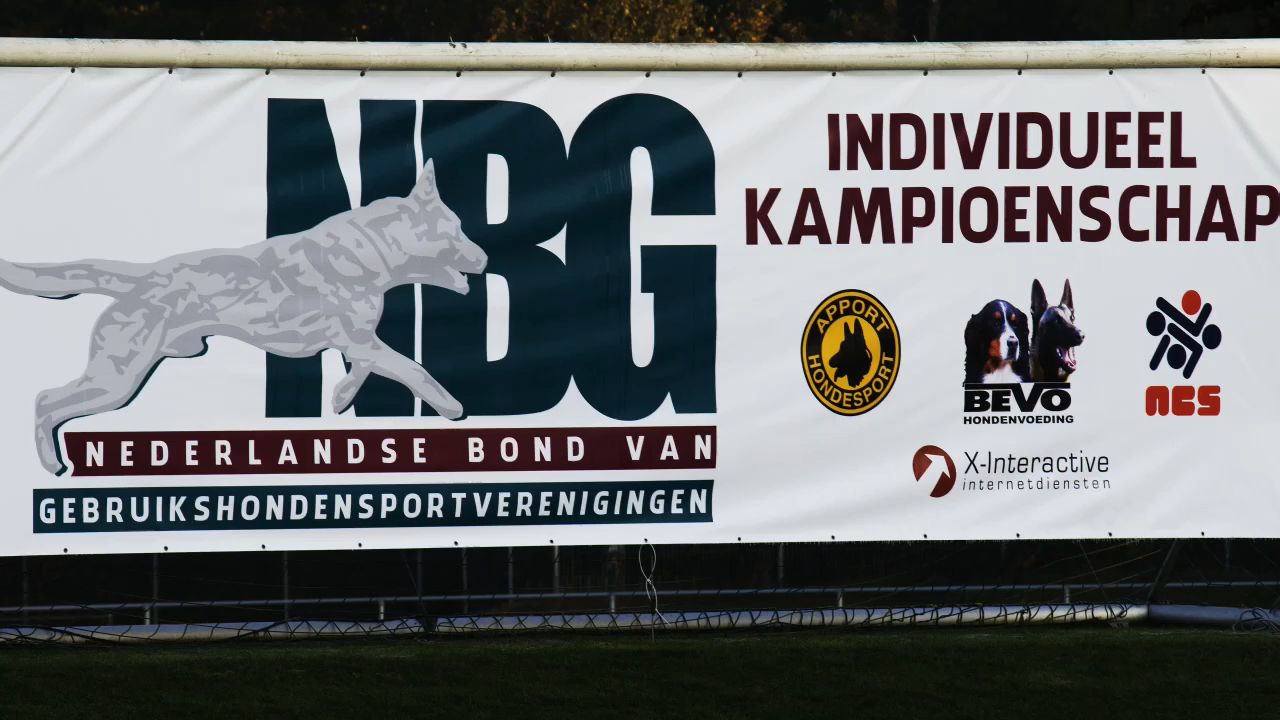 NBG
NEDERLANDSE BOND VAN
GEBRUIKSHONDENSPORTVERENIGINGEN
INDIVIDUEEL
KAMPIOENSCHAP
APPORT
HONDESPORT
BEVO
HONDENVOEDING
NCS
X-Interactive
internetdiensten